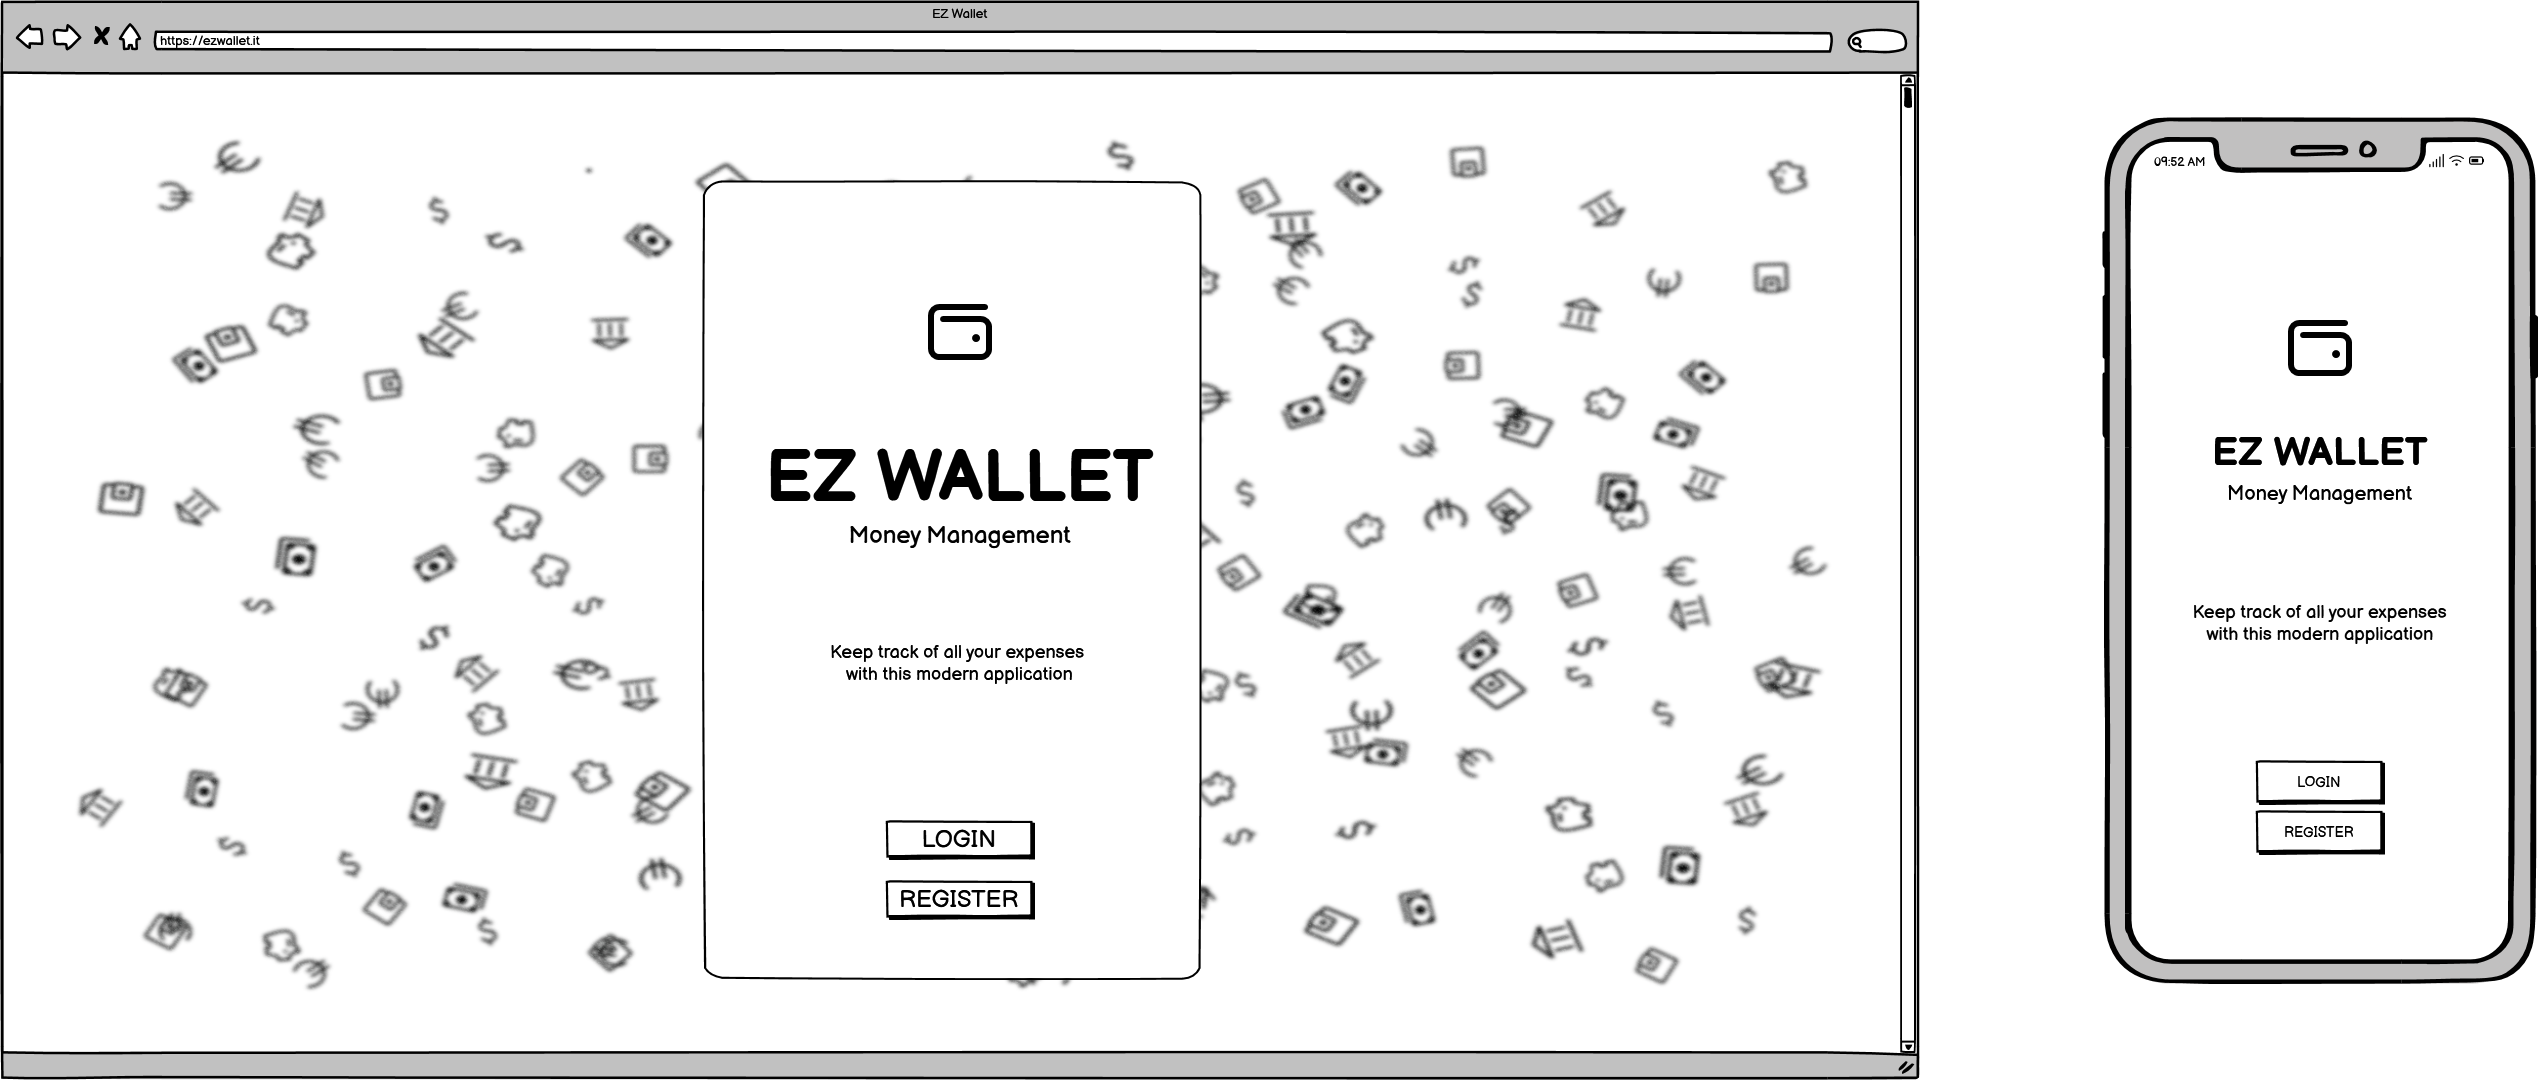 EZ Wallet
https://ezwallet.it
EZ WALLET
Money Management
Keep track of all your expenses
with this modern application
LOGIN
REGISTER
09:52 AM
EZ WALLET
Money Management
Keep track of all your expenses
with this modern application
LOGIN
REGISTER